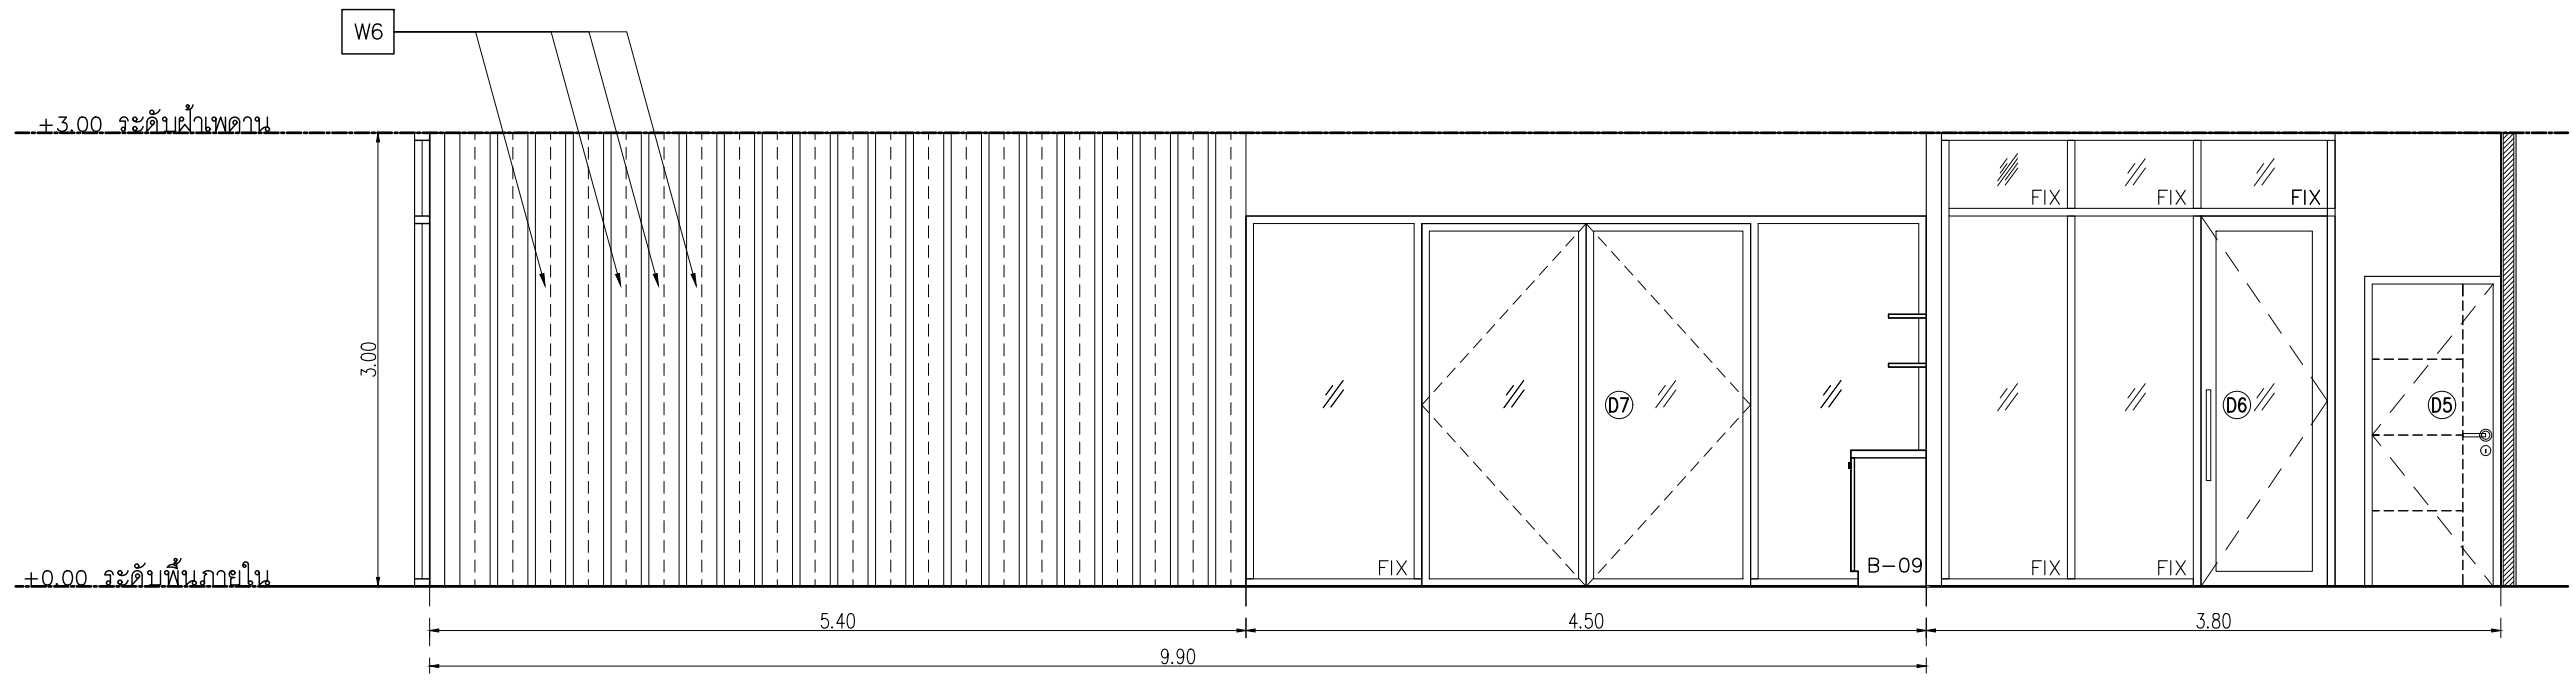 W6
+3.00 ระดับฝ้าเพดาน
FIX FIX FIX
3.00
D7 D6 D5
FIX B-09 FIX FIX
+0.00 ระดับพื้นภายใน
5.40 4.50 3.80
9.90